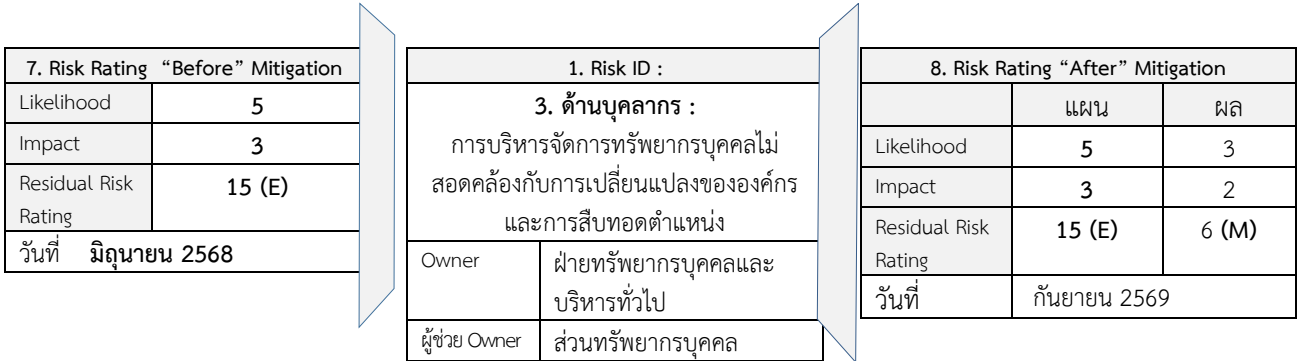 7. Risk Rating “Before” Mitigation
Likelihood 5
Impact 3
Residual Risk Rating 15 (E)
วันที่ มิถุนายน 2568
1. Risk ID :
3. ด้านบุคลากร :
การบริหารจัดการทรัพยากรบุคคลไม่
สอดคล้องกับการเปลี่ยนแปลงขององค์กร
และการสืบทอดตำแหน่ง
Owner ฝ่ายทรัพยากรบุคคลและ
บริหารทั่วไป
ผู้ช่วย Owner ส่วนทรัพยากรบุคคล
8. Risk Rating “After” Mitigation
แผน ผล
Likelihood 5 3
Impact 3 2
Residual Risk Rating 15 (E) 6 (M)
วันที่ กันยายน 2569